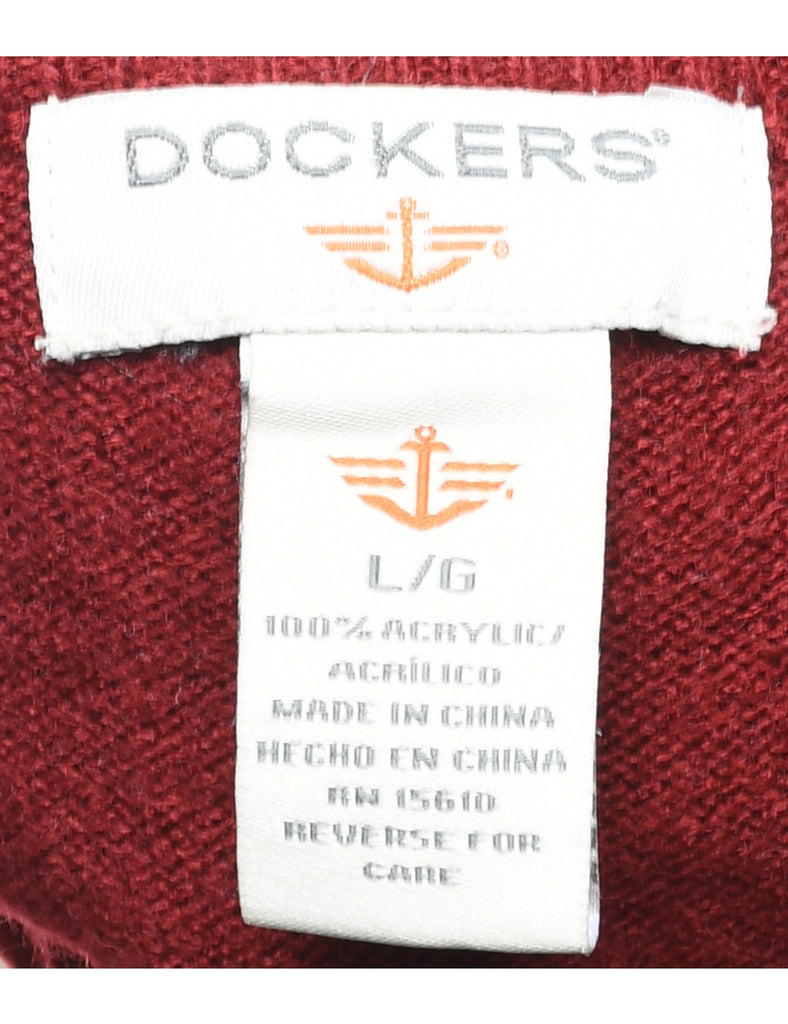 DOCKERS®
®
L/G
100% ACRYLIC/
ACRÍLICO
MADE IN CHINA
HECHO EN CHINA
RN 15610
REVERSE FOR
CARE